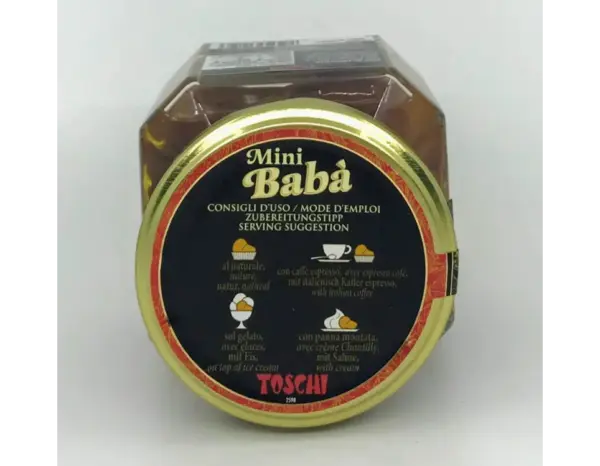 Mini
Babà
CONSIGLI D'USO / MODE D'EMPLOI
ZUBEREITUNGSTIPP
SERVING SUGGESTION
al naturale,
nature,
natur, natural
con caffè espresso, avec espresso café,
mit italienisch Kaffee espresso,
with italian coffee
sul gelato,
avec glaces,
mit Eis,
on top of ice cream
con panna montata,
avec crème Chantilly,
mit Sahne,
with cream
TOSCHI